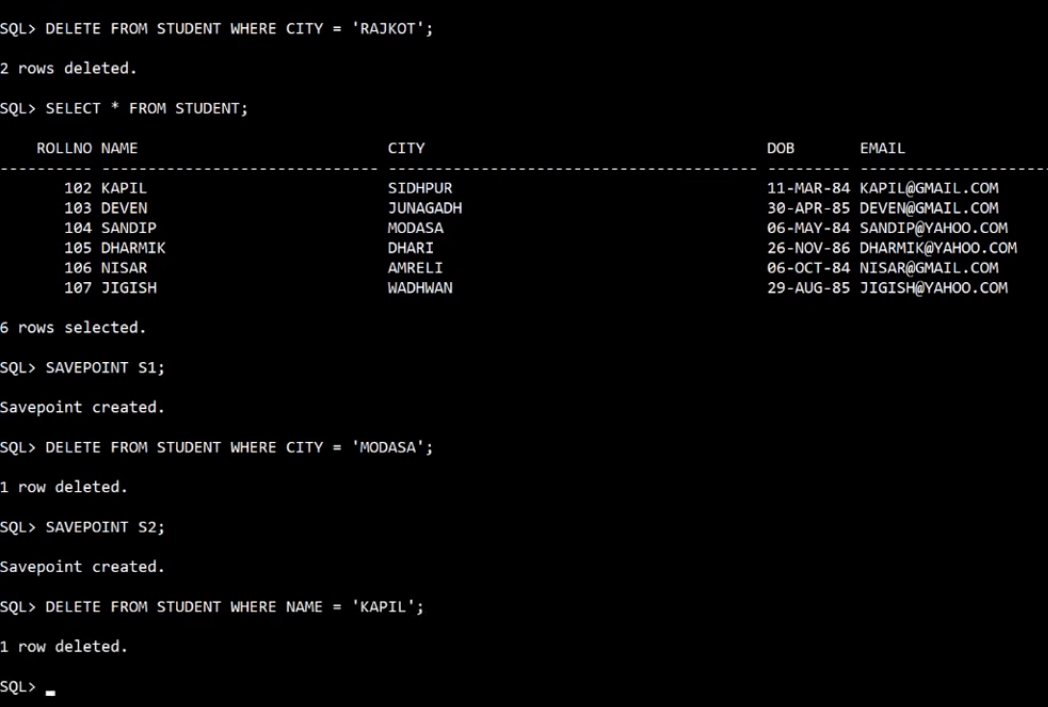 SQL> DELETE FROM STUDENT WHERE CITY = 'RAJKOT';
2 rows deleted.
SQL> SELECT * FROM STUDENT;
ROLLNO NAME CITY DOB EMAIL
---------- ------------------------------ ---------------------------------------- --------- --------------------
102 KAPIL SIDHPUR 11-MAR-84 KAPIL@GMAIL.COM
103 DEVEN JUNAGADH 30-APR-85 DEVEN@GMAIL.COM
104 SANDIP MODASA 06-MAY-84 SANDIP@YAHOO.COM
105 DHARMIK DHARI 26-NOV-86 DHARMIK@YAHOO.COM
106 NISAR AMRELI 06-OCT-84 NISAR@GMAIL.COM
107 JIGISH WADHWAN 29-AUG-85 JIGISH@YAHOO.COM
6 rows selected.
SQL> SAVEPOINT S1;
Savepoint created.
SQL> DELETE FROM STUDENT WHERE CITY = 'MODASA';
1 row deleted.
SQL> SAVEPOINT S2;
Savepoint created.
SQL> DELETE FROM STUDENT WHERE NAME = 'KAPIL';
1 row deleted.
SQL> _